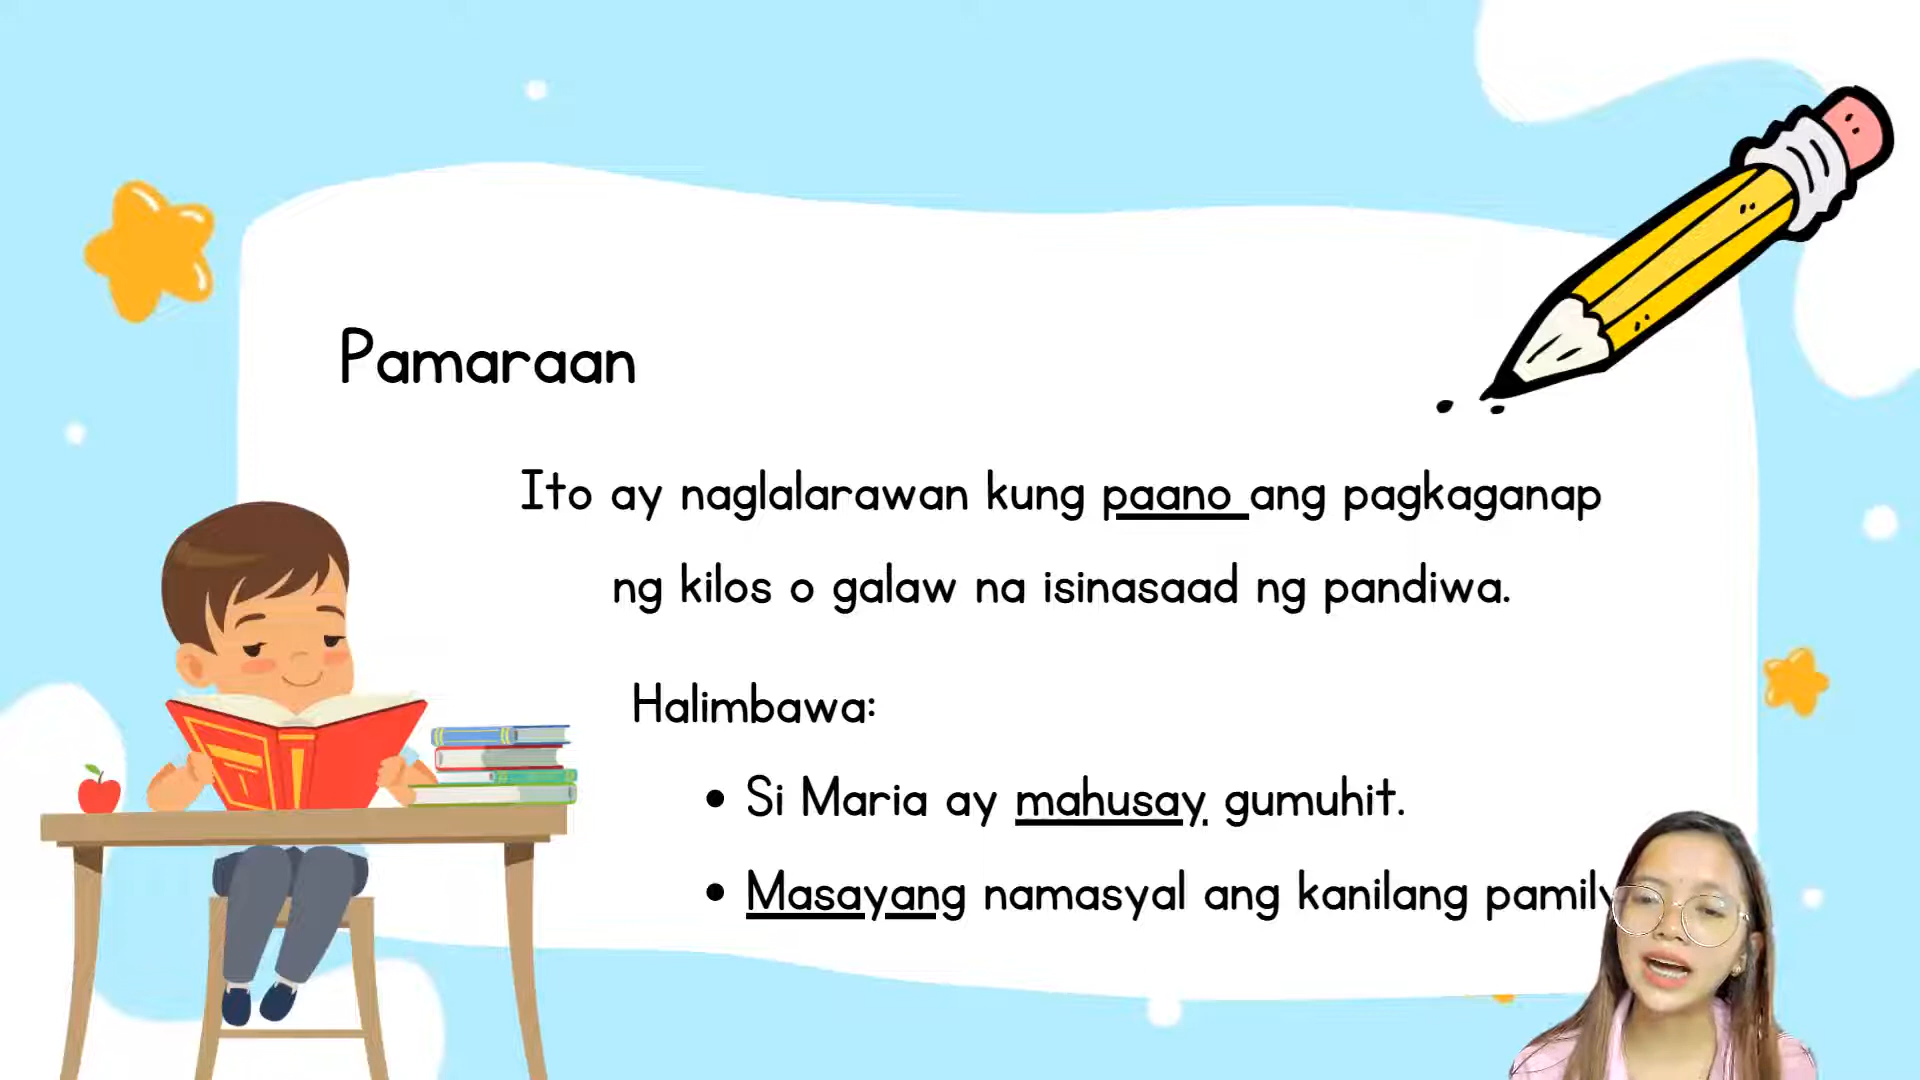 Pamaraan
Ito ay naglalarawan kung paano ang pagkaganap
ng kilos o galaw na isinasaad ng pandiwa.
Halimbawa:
• Si Maria ay mahusay gumuhit.
• Masayang namasyal ang kanilang